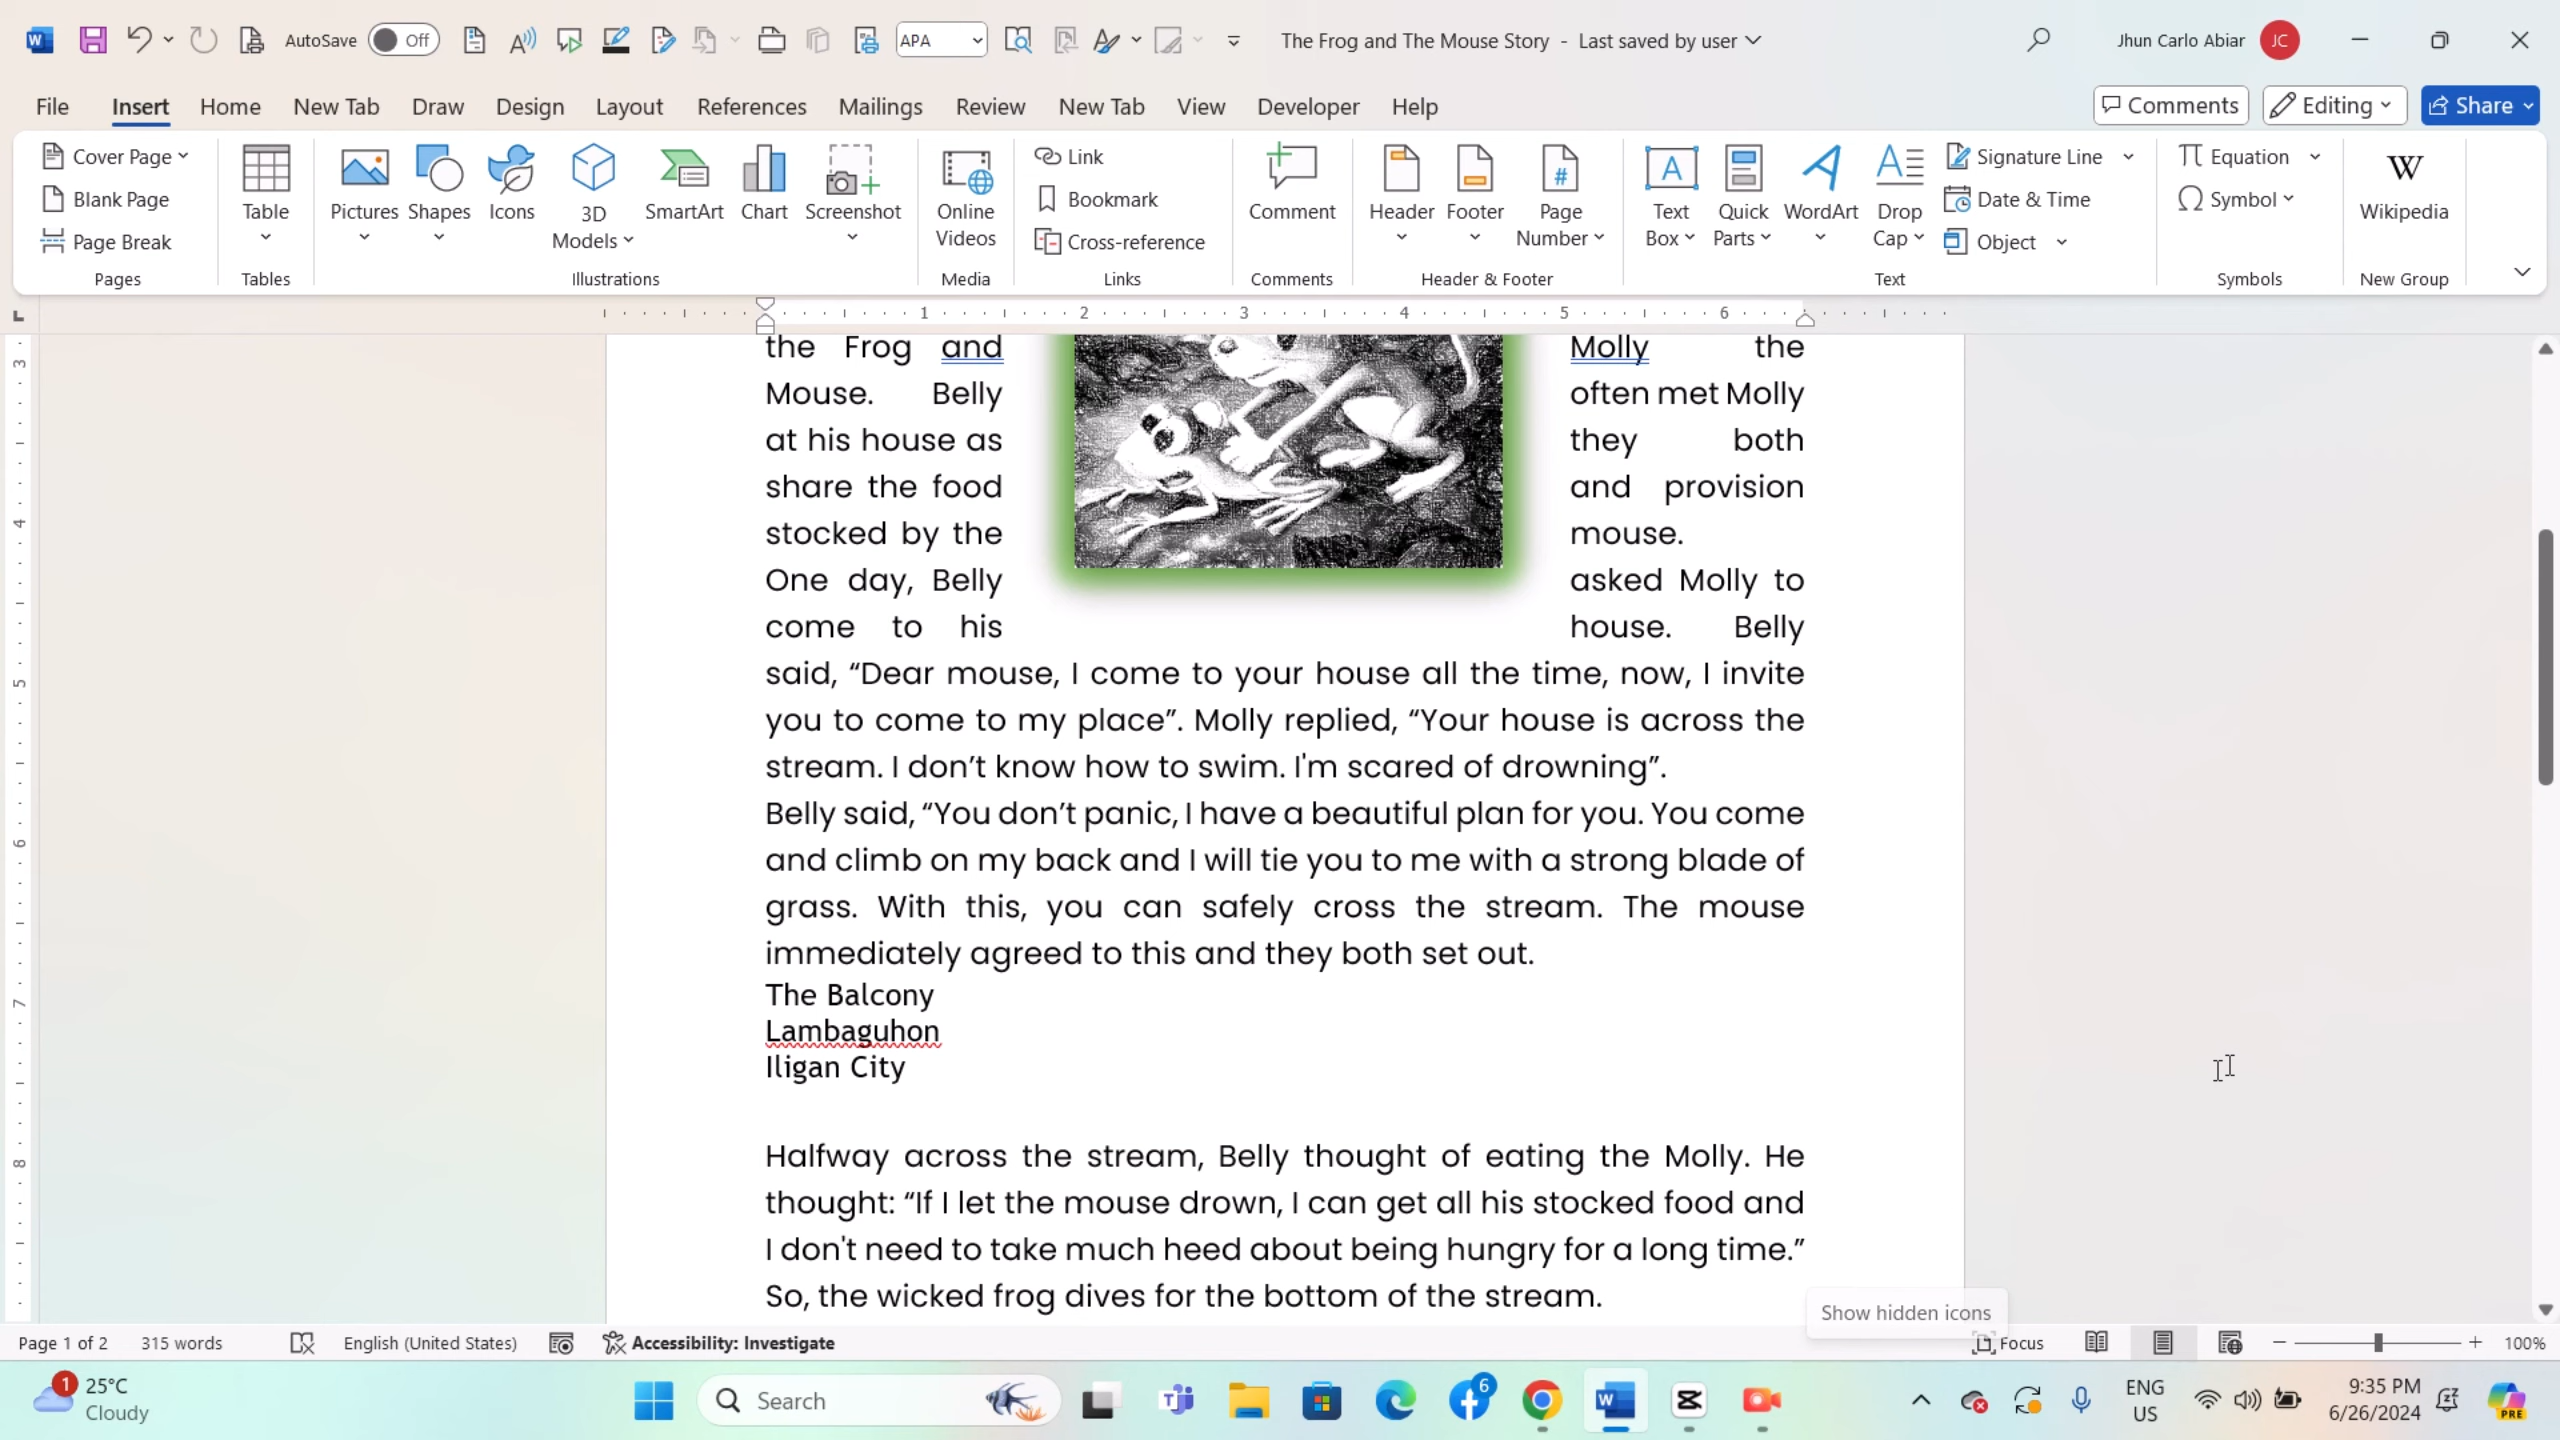 AutoSave Off APA The Frog and The Mouse Story - Last saved by user Jhun Carlo Abiar JC
File Insert Home New Tab Draw Design Layout References Mailings Review New Tab View Developer Help Comments Editing Share
Cover Page
Blank Page
Page Break
Pages
Table
Tables
Pictures Shapes Icons 3D Models SmartArt Chart Screenshot
Illustrations
Online Videos
Media
Link
Bookmark
Cross-reference
Links
Comment
Comments
Header Footer Page Number
Header & Footer
Text Box Quick Parts WordArt Drop Cap
Signature Line
Date & Time
Object
Text
Equation
Symbol
Symbols
W
Wikipedia
New Group
1 2 3 4 5 6
3
4
5
6
7
8
the Frog and Molly the
Mouse. Belly often met Molly
at his house as they both
share the food and provision
stocked by the mouse.
One day, Belly asked Molly to
come to his house. Belly
said, “Dear mouse, I come to your house all the time, now, I invite
you to come to my place”. Molly replied, “Your house is across the
stream. I don’t know how to swim. I'm scared of drowning”.
Belly said, “You don’t panic, I have a beautiful plan for you. You come
and climb on my back and I will tie you to me with a strong blade of
grass. With this, you can safely cross the stream. The mouse
immediately agreed to this and they both set out.
The Balcony
Lambaguhon
Iligan City
Halfway across the stream, Belly thought of eating the Molly. He
thought: “If I let the mouse drown, I can get all his stocked food and
I don't need to take much heed about being hungry for a long time.”
So, the wicked frog dives for the bottom of the stream.
Show hidden icons
Page 1 of 2 315 words English (United States) Accessibility: Investigate Focus 100%
1 25°C
Cloudy
Search
6
ENG
US
9:35 PM
6/26/2024
PRE